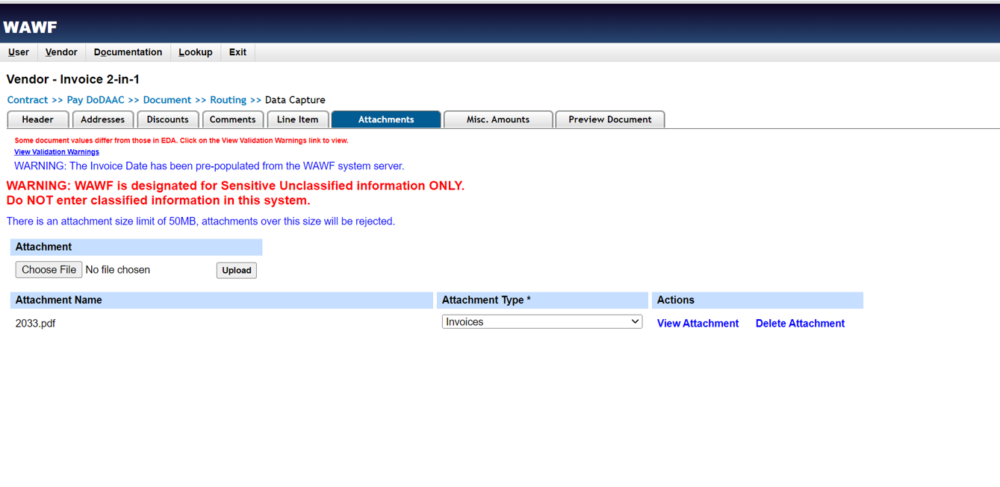 WAWF
User Vendor Documentation Lookup Exit
Vendor - Invoice 2-in-1
Contract >> Pay DoDAAC >> Document >> Routing >> Data Capture
Header Addresses Discounts Comments Line Item Attachments Misc. Amounts Preview Document
Some document values differ from those in EDA. Click on the View Validation Warnings link to view.
View Validation Warnings
WARNING: The Invoice Date has been pre-populated from the WAWF system server.
WARNING: WAWF is designated for Sensitive Unclassified information ONLY.
Do NOT enter classified information in this system.
There is an attachment size limit of 50MB, attachments over this size will be rejected.
Attachment
Choose File No file chosen Upload
Attachment Name Attachment Type * Actions
2033.pdf Invoices View Attachment Delete Attachment